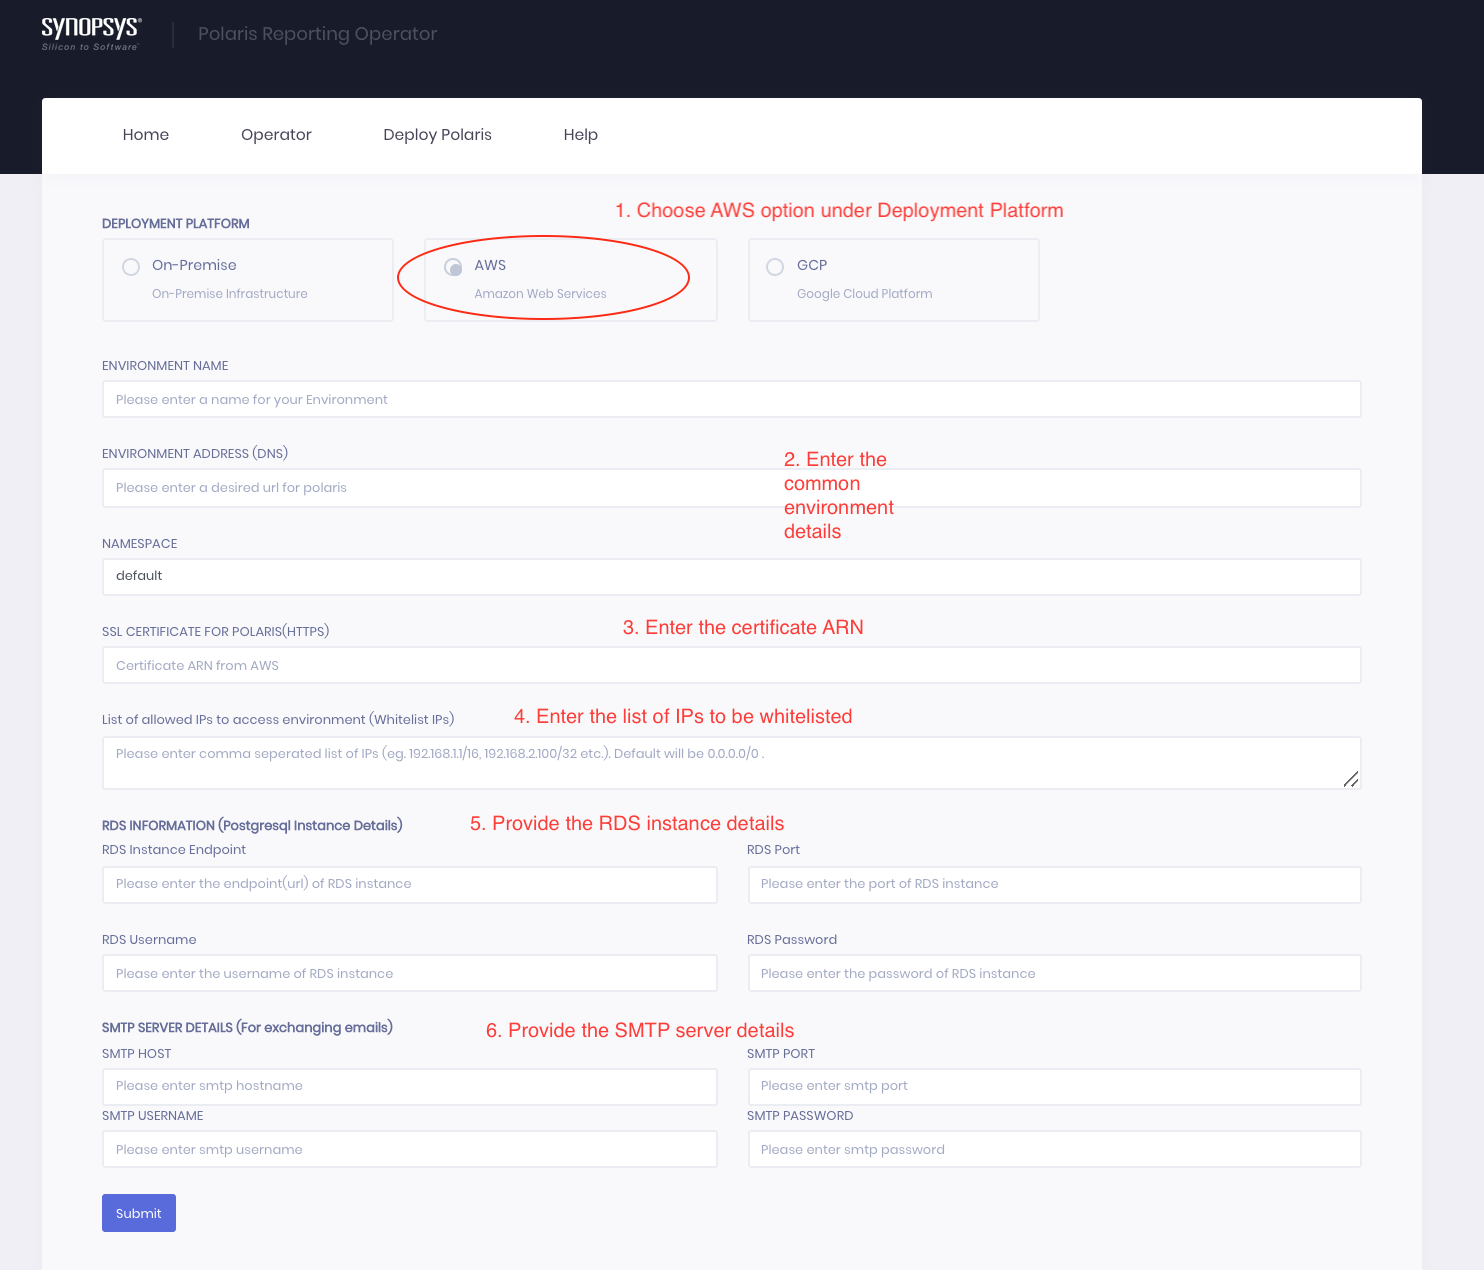 SYNOPSYS®
Silicon to Software™
Polaris Reporting Operator
Home
Operator
Deploy Polaris
Help
1. Choose AWS option under Deployment Platform
DEPLOYMENT PLATFORM
On-Premise
On-Premise Infrastructure
AWS
Amazon Web Services
GCP
Google Cloud Platform
ENVIRONMENT NAME
Please enter a name for your Environment
ENVIRONMENT ADDRESS (DNS)
Please enter a desired url for polaris
2. Enter the
common
environment
details
NAMESPACE
default
SSL CERTIFICATE FOR POLARIS(HTTPS)
3. Enter the certificate ARN
Certificate ARN from AWS
List of allowed IPs to access environment (Whitelist IPs)
4. Enter the list of IPs to be whitelisted
Please enter comma seperated list of IPs (eg. 192.168.1.1/16, 192.168.2.100/32 etc.). Default will be 0.0.0.0/0 .
RDS INFORMATION (Postgresql Instance Details)
5. Provide the RDS instance details
RDS Instance Endpoint
RDS Port
Please enter the endpoint(url) of RDS instance
Please enter the port of RDS instance
RDS Username
RDS Password
Please enter the username of RDS instance
Please enter the password of RDS instance
SMTP SERVER DETAILS (For exchanging emails)
6. Provide the SMTP server details
SMTP HOST
SMTP PORT
Please enter smtp hostname
Please enter smtp port
SMTP USERNAME
SMTP PASSWORD
Please enter smtp username
Please enter smtp password
Submit